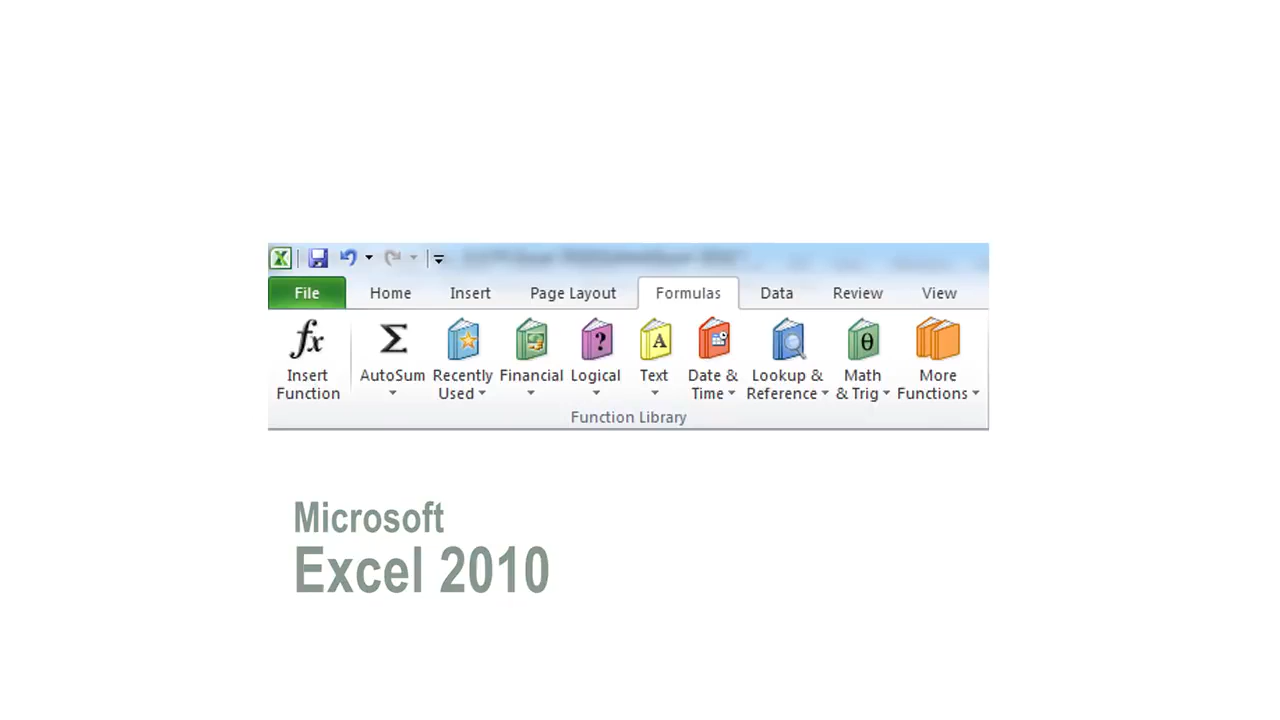 File Home Insert Page Layout Formulas Data Review View
fx Σ ? A θ
Insert AutoSum Recently Financial Logical Text Date & Lookup & Math More
Function Used Time Reference & Trig Functions
Function Library
Microsoft
Excel 2010